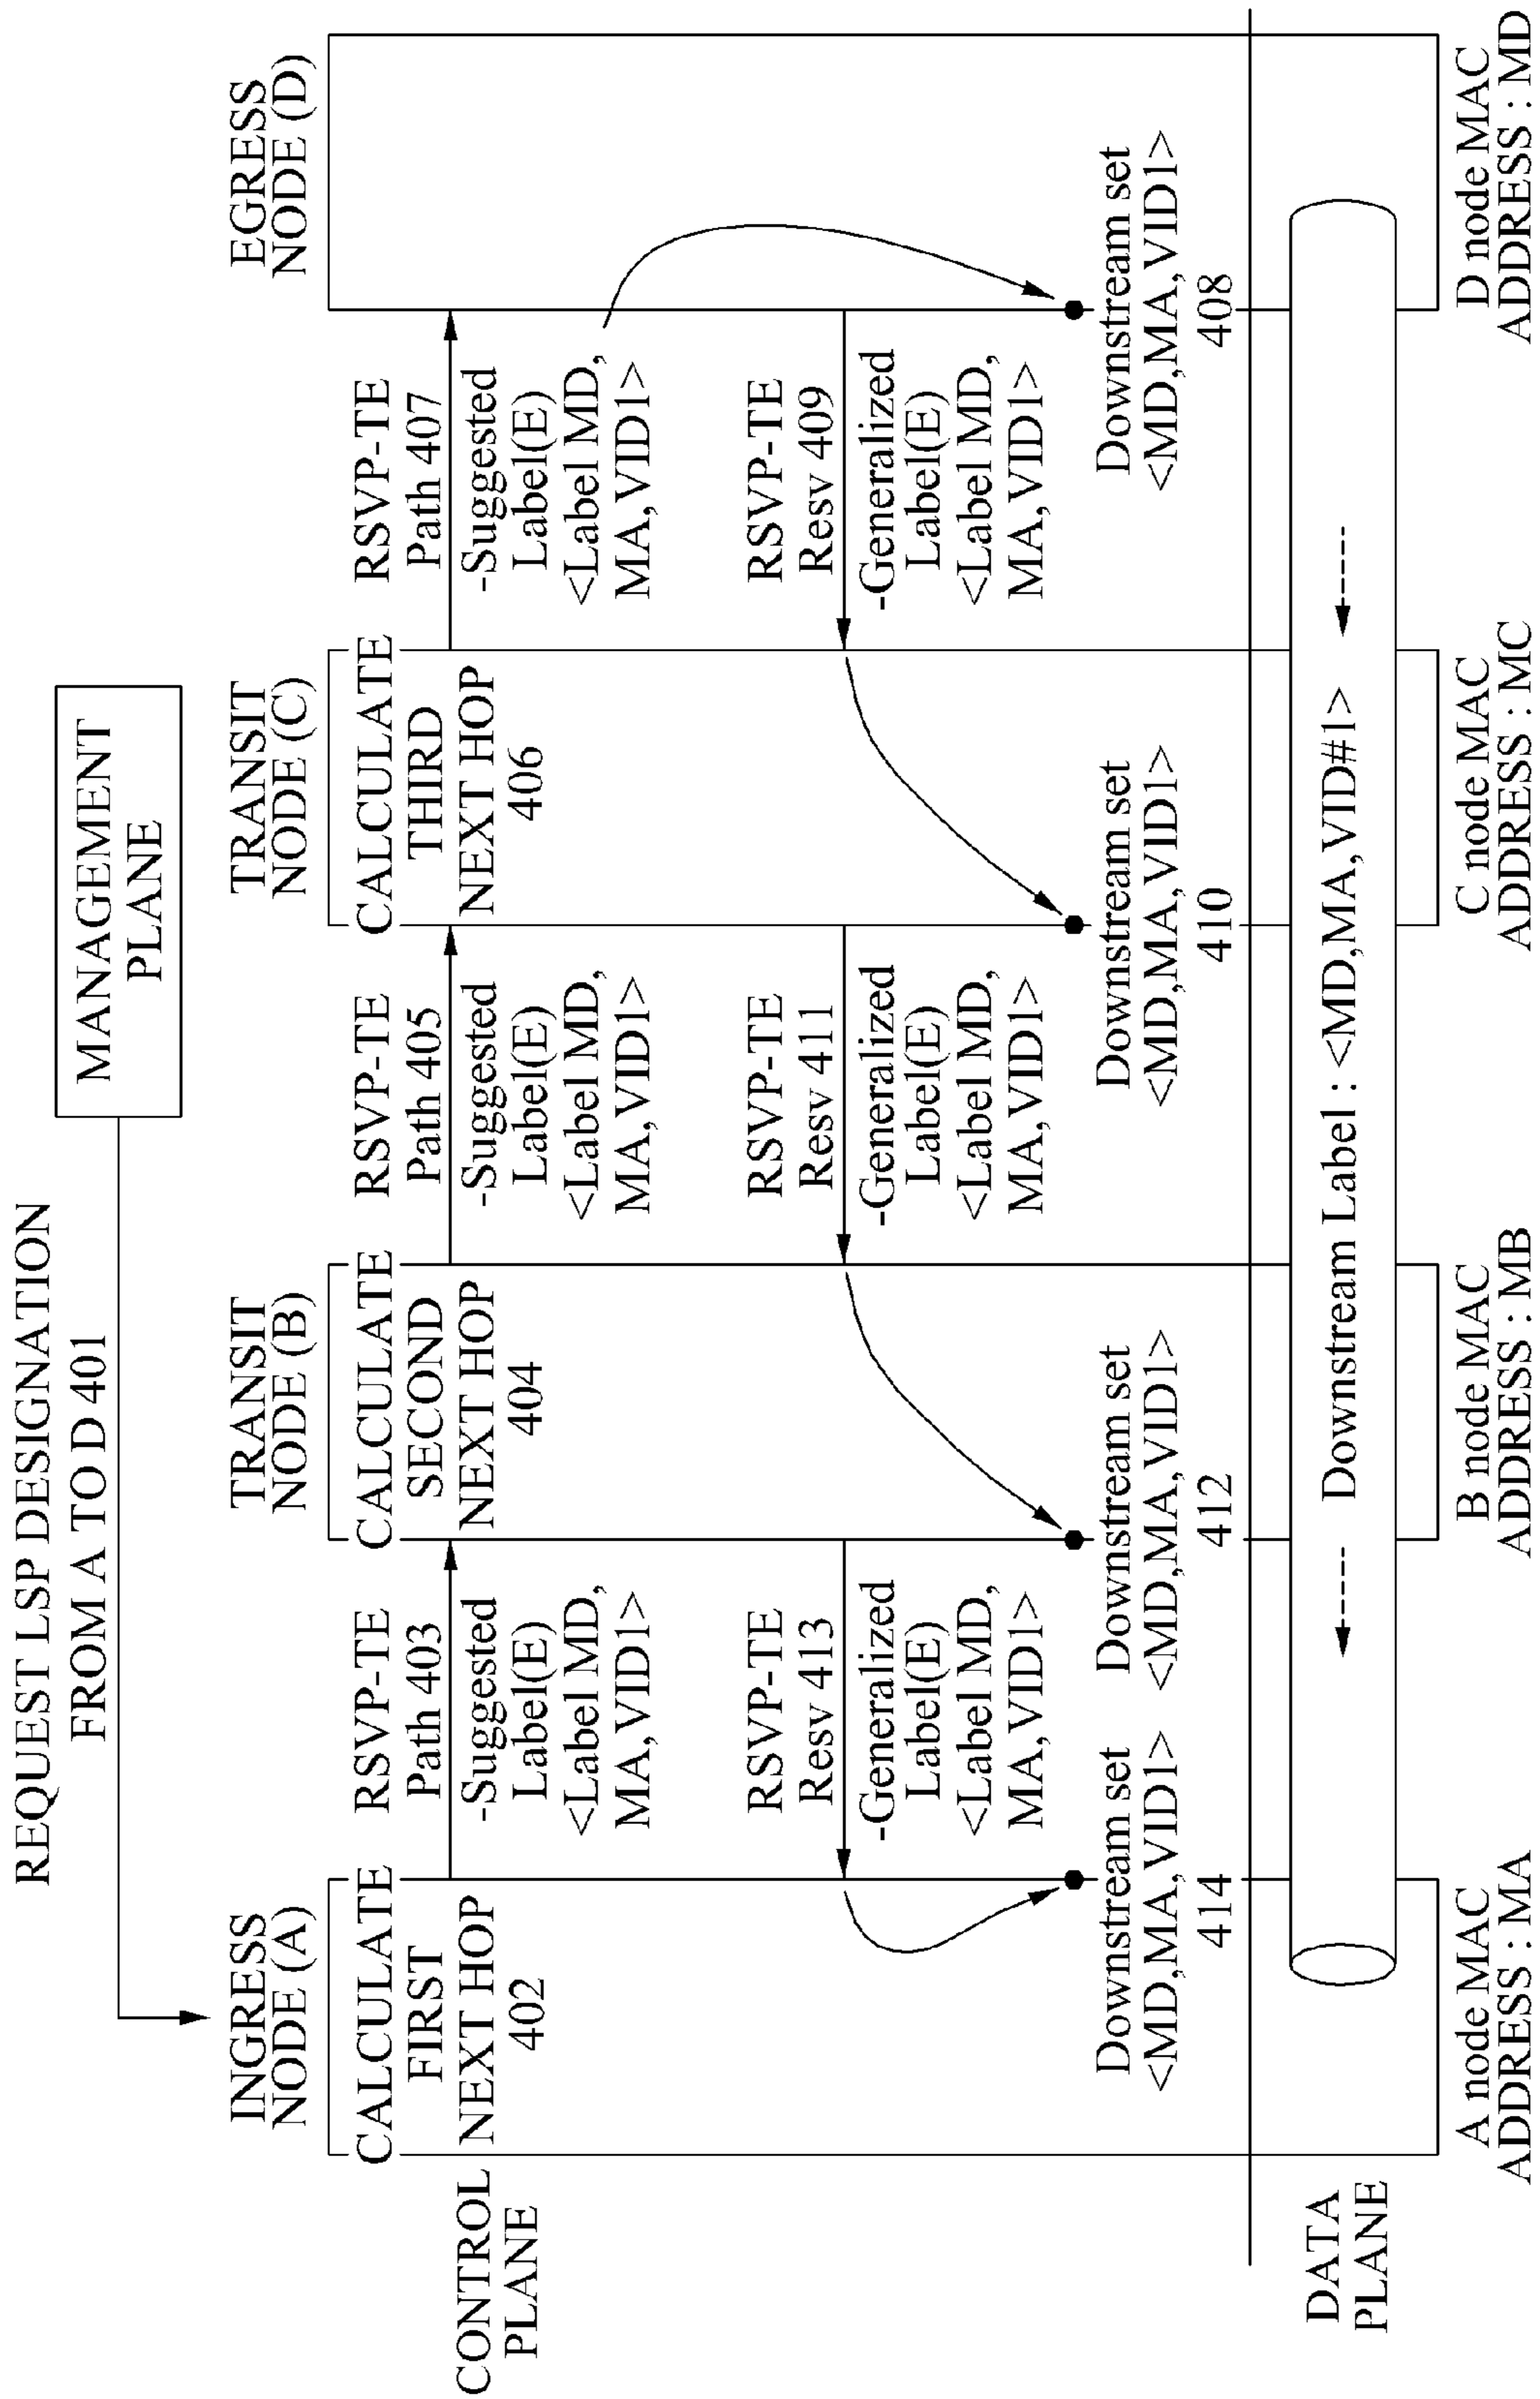 REQUEST LSP DESIGNATION
FROM A TO D 401
MANAGEMENT
PLANE
INGRESS
NODE (A)
TRANSIT
NODE (B)
TRANSIT
NODE (C)
EGRESS
NODE (D)
CONTROL
PLANE
CALCULATE
FIRST
NEXT HOP
402
RSVP-TE
Path 403
-Suggested
Label(E)
<Label MD,
MA,VID1>
CALCULATE
SECOND
NEXT HOP
404
RSVP-TE
Path 405
-Suggested
Label(E)
<Label MD,
MA,VID1>
CALCULATE
THIRD
NEXT HOP
406
RSVP-TE
Path 407
-Suggested
Label(E)
<Label MD,
MA,VID1>
RSVP-TE
Resv 413
-Generalized
Label(E)
<Label MD,
MA,VID1>
RSVP-TE
Resv 411
-Generalized
Label(E)
<Label MD,
MA,VID1>
RSVP-TE
Resv 409
-Generalized
Label(E)
<Label MD,
MA,VID1>
Downstream set
<MD,MA,VID1>
414
Downstream set
<MD,MA,VID1>
412
Downstream set
<MD,MA,VID1>
410
Downstream set
<MD,MA,VID1>
408
DATA
PLANE
Downstream Label : <MD,MA,VID#1>
A node MAC
ADDRESS : MA
B node MAC
ADDRESS : MB
C node MAC
ADDRESS : MC
D node MAC
ADDRESS : MD